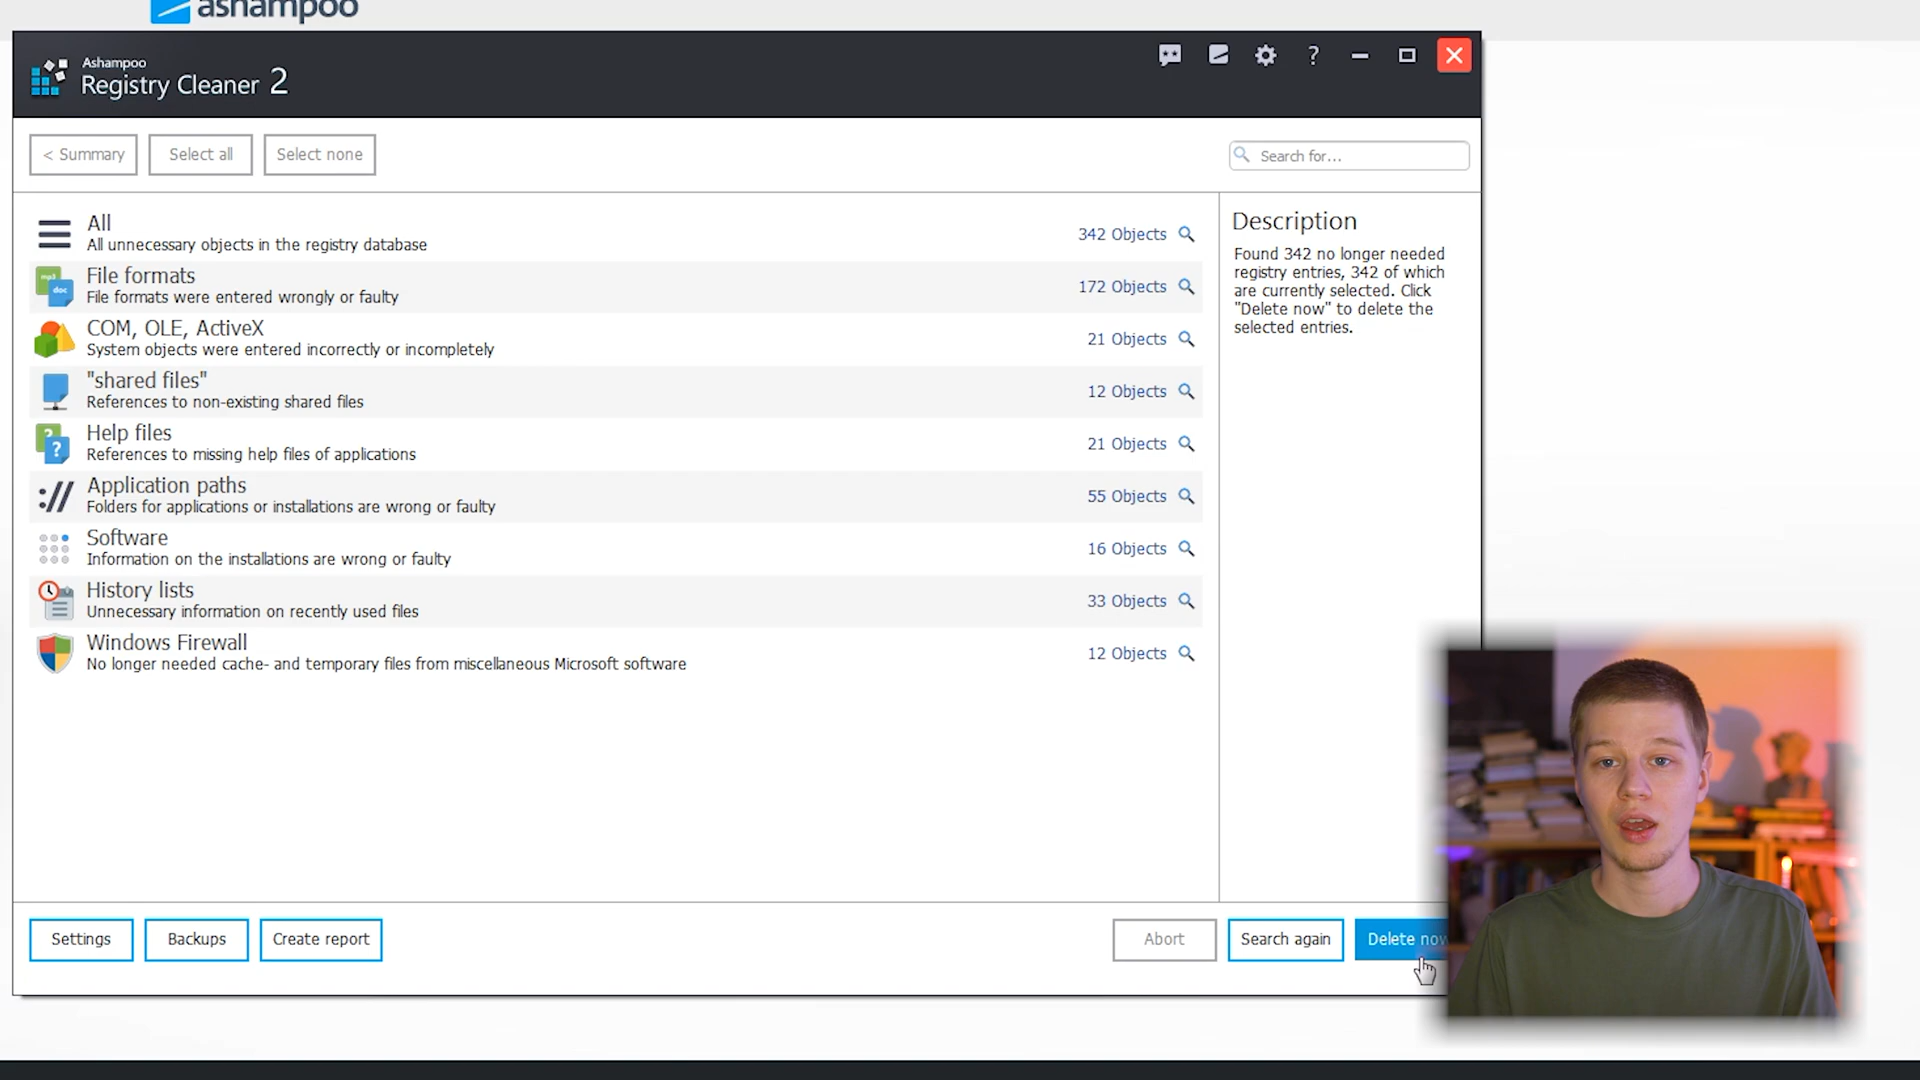 ashampoo
Ashampoo
Registry Cleaner 2
?
< Summary
Select all
Select none
Search for...
All
All unnecessary objects in the registry database
342 Objects
mp3
doc
File formats
File formats were entered wrongly or faulty
172 Objects
COM, OLE, ActiveX
System objects were entered incorrectly or incompletely
21 Objects
"shared files"
References to non-existing shared files
12 Objects
?
?
Help files
References to missing help files of applications
21 Objects
://
Application paths
Folders for applications or installations are wrong or faulty
55 Objects
Software
Information on the installations are wrong or faulty
16 Objects
History lists
Unnecessary information on recently used files
33 Objects
Windows Firewall
No longer needed cache- and temporary files from miscellaneous Microsoft software
12 Objects
Description
Found 342 no longer needed
registry entries, 342 of which
are currently selected. Click
"Delete now" to delete the
selected entries.
Settings
Backups
Create report
Abort
Search again
Delete now